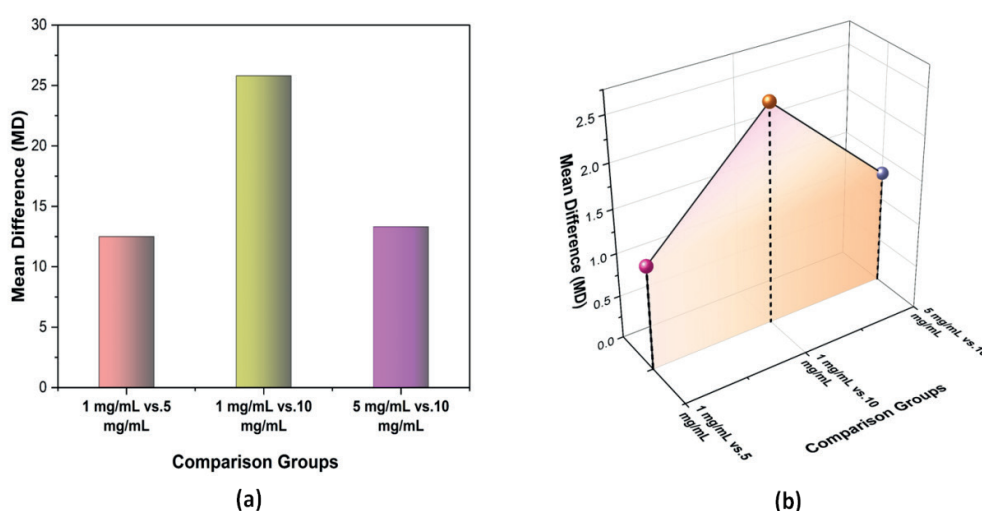 30
25
20
15
10
5
0
Mean Difference (MD)
1 mg/mL vs.5
mg/mL
1 mg/mL vs.10
mg/mL
5 mg/mL vs.10
mg/mL
Comparison Groups
(a)
2.5
2.0
1.5
1.0
0.5
0.0
Mean Difference (MD)
1 mg/mL vs.5
mg/mL
1 mg/mL vs.10
mg/mL
5 mg/mL vs.10
mg/mL
Comparison Groups
(b)